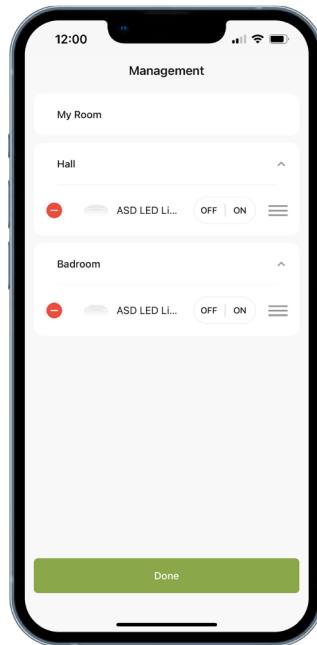 12:00
Management
My Room
Hall
ASD LED Li... OFF | ON
Badroom
ASD LED Li... OFF | ON
Done